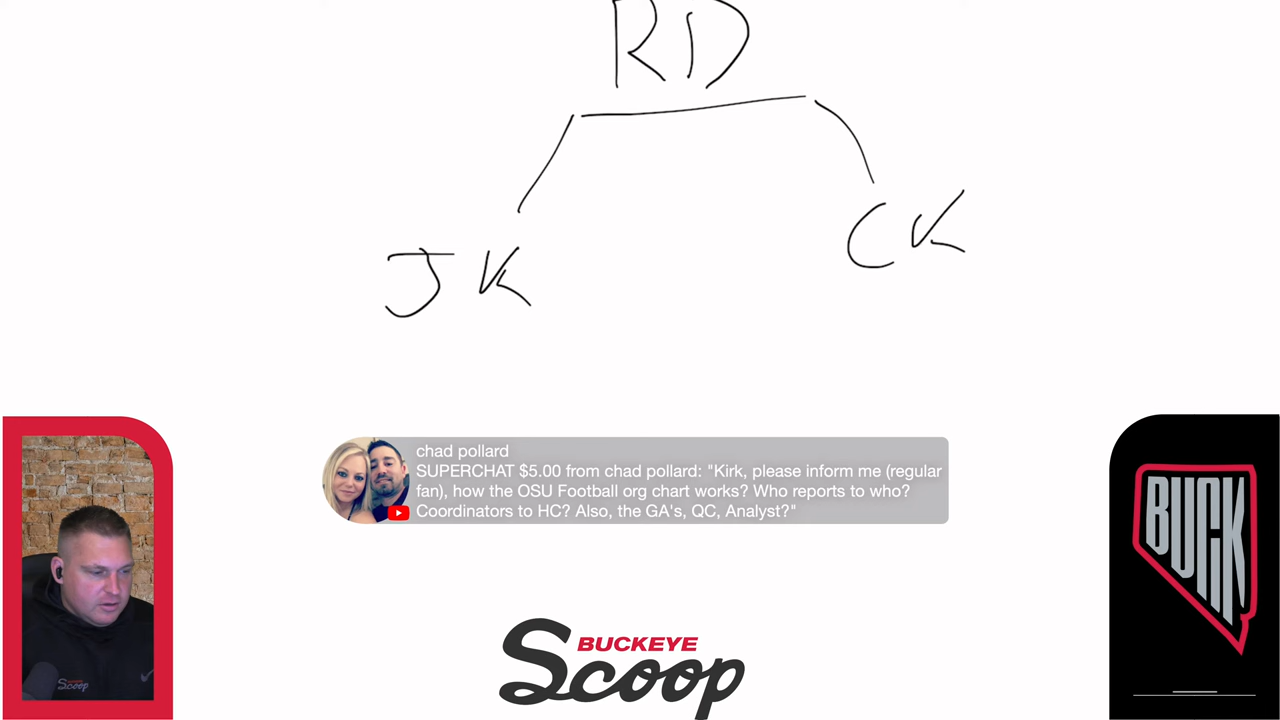 RD
JK
CK
chad pollard
SUPERCHAT $5.00 from chad pollard: "Kirk, please inform me (regular
fan), how the OSU Football org chart works? Who reports to who?
Coordinators to HC? Also, the GA's, QC, Analyst?"
BUCK
BUCKEYE
Scoop
BUCKEYE
Scoop